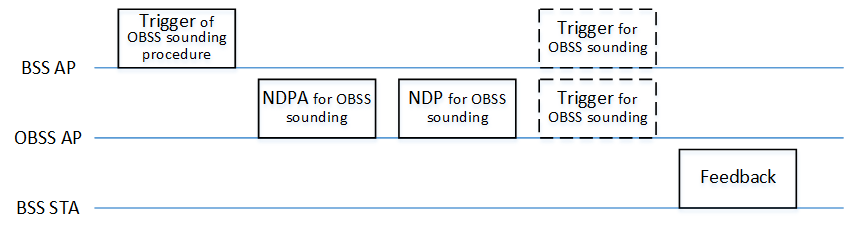 Trigger of
OBSS sounding
procedure
Trigger for
OBSS sounding
BSS AP
NDPA for OBSS
sounding
NDP for OBSS
sounding
Trigger for
OBSS sounding
OBSS AP
Feedback
BSS STA